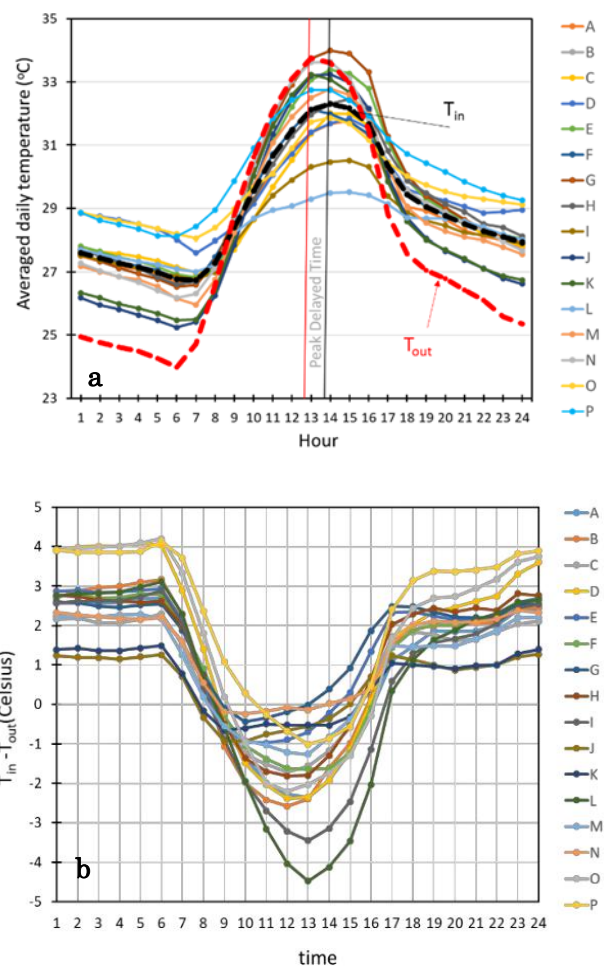 35
33
31
29
27
25
23
Averaged daily temperature (°C)
Tin
Tout
Peak Delayed Time
a
1 2 3 4 5 6 7 8 9 10 11 12 13 14 15 16 17 18 19 20 21 22 23 24
Hour
A
B
C
D
E
F
G
H
I
J
K
L
M
N
O
P
5
4
3
2
1
0
-1
-2
-3
-4
-5
Tin -Tout(Celsius)
b
1 2 3 4 5 6 7 8 9 10 11 12 13 14 15 16 17 18 19 20 21 22 23 24
time
A
B
C
D
E
F
G
H
I
J
K
L
M
N
O
P